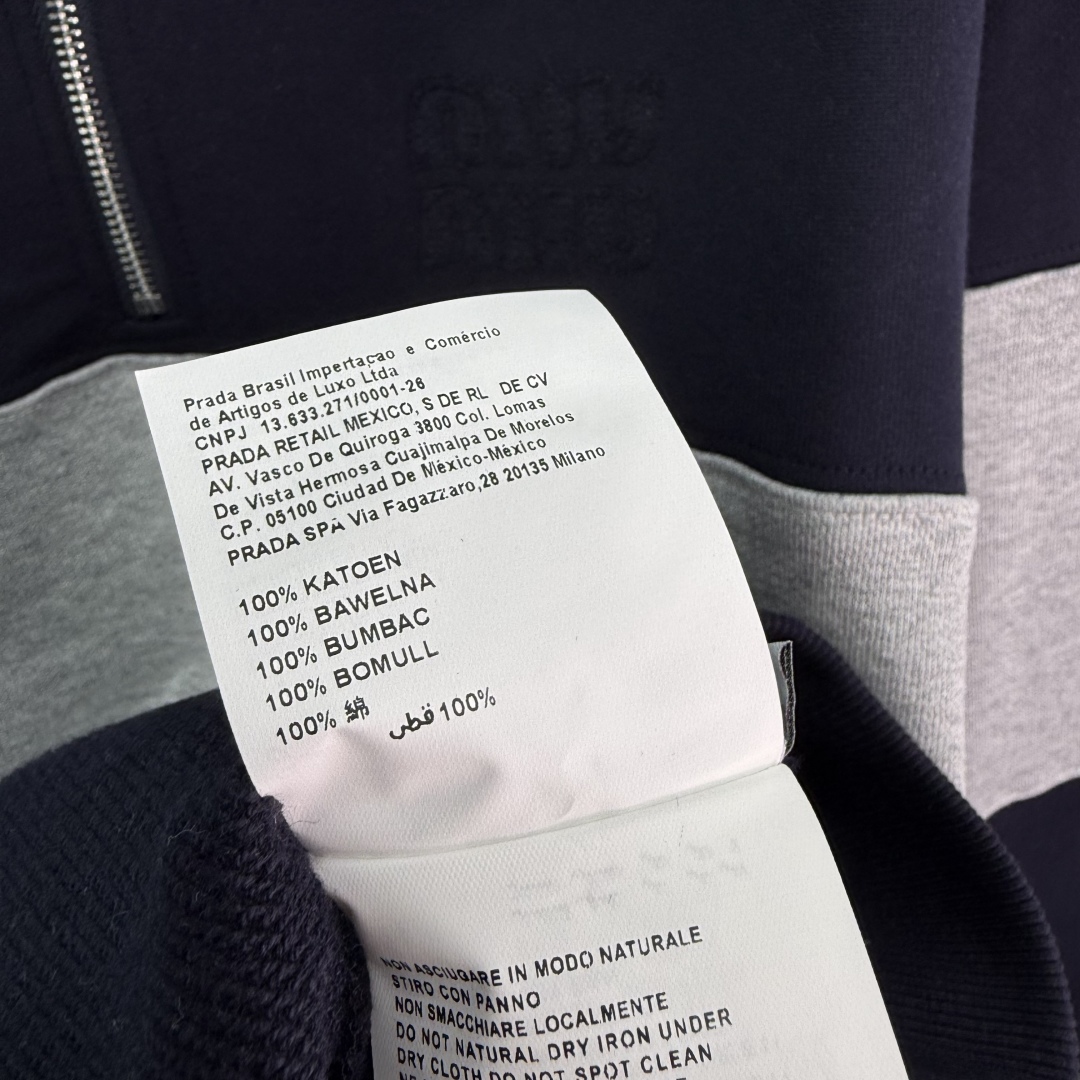 Prada Brasil Impertaçao e Comércio
de Artigos de Luxo Ltda
CNPJ 13.633.271/0001-26
PRADA RETAIL MEXICO, S DE RL DE CV
AV. Vasco De Quiroga 3800 Col. Lomas
De Vista Hermosa Cuajimalpa De Morelos
C.P. 05100 Ciudad De México-México
PRADA SPA Via Fagazzaro,28 20135 Milano
100% KATOEN
100% BAWELNA
100% BUMBAC
100% BOMULL
100% 綿 قطى 100%
NON ASCIUGARE IN MODO NATURALE
STIRO CON PANNO
NON SMACCHIARE LOCALMENTE
DO NOT NATURAL DRY IRON UNDER
DRY CLOTH DO NOT SPOT CLEAN